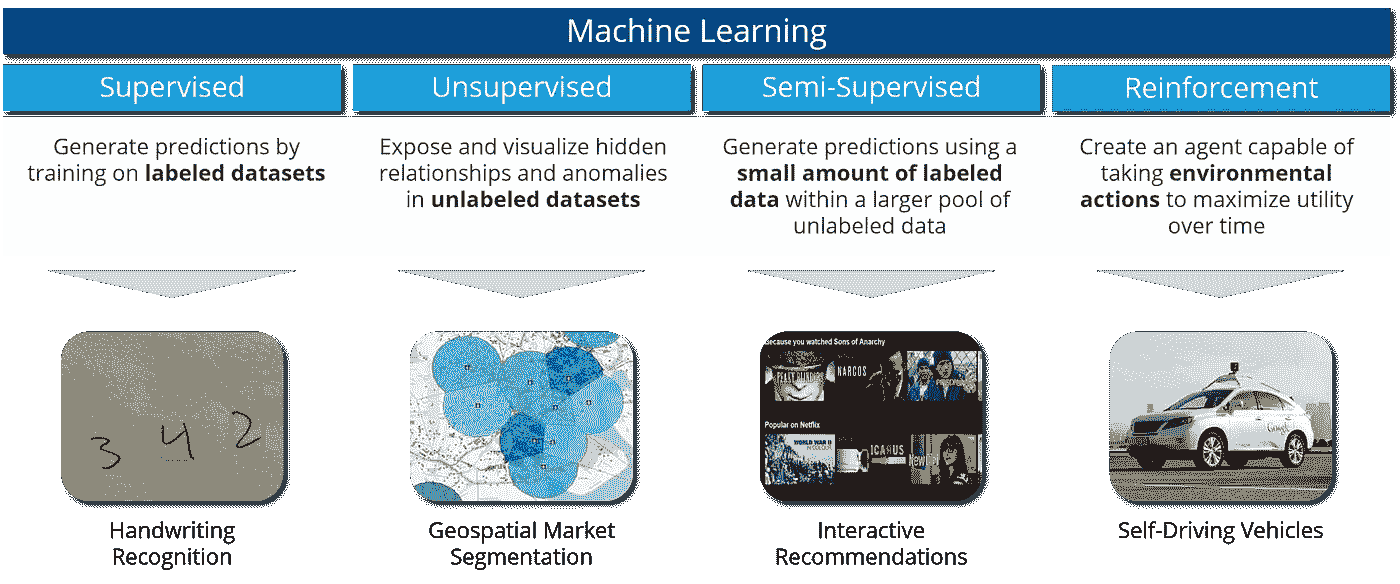 Machine Learning
Supervised
Generate predictions by
training on labeled datasets
3 4 2
Handwriting
Recognition
Unsupervised
Expose and visualize hidden
relationships and anomalies
in unlabeled datasets
Geospatial Market
Segmentation
Semi-Supervised
Generate predictions using a
small amount of labeled
data within a larger pool of
unlabeled data
Because you watched Sons of Anarchy
PEAKY BLINDERS
NARCOS
Popular on Netflix
WORLD WAR II
IN COLOUR
ICARUS
Interactive
Recommendations
Reinforcement
Create an agent capable of
taking environmental
actions to maximize utility
over time
Google
Self-Driving Vehicles